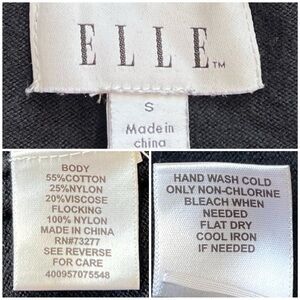 ELLE™
S
Made in
china
BODY
55%COTTON
25%NYLON
20%VISCOSE
FLOCKING
100% NYLON
MADE IN CHINA
RN#73277
SEE REVERSE
FOR CARE
400957075548
HAND WASH COLD
ONLY NON-CHLORINE
BLEACH WHEN
NEEDED
FLAT DRY
COOL IRON
IF NEEDED